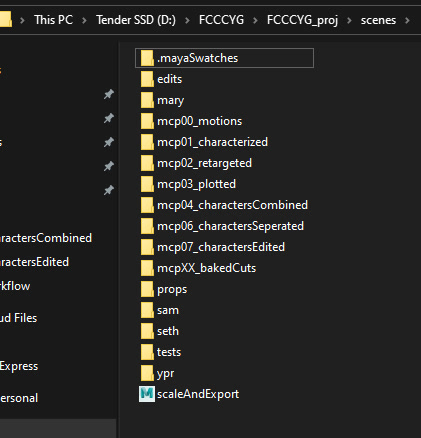 This PC > Tender SSD (D:) > FCCCYG > FCCCYG_proj > scenes >
.mayaSwatches
edits
mary
mcp00_motions
mcp01_characterized
mcp02_retargeted
mcp03_plotted
mcp04_charactersCombined
mcp06_charactersSeperated
mcp07_charactersEdited
mcpXX_bakedCuts
props
sam
seth
tests
ypr
scaleAndExport
aractersCombined
aractersEdited
rkflow
ud Files
Express
ersonal